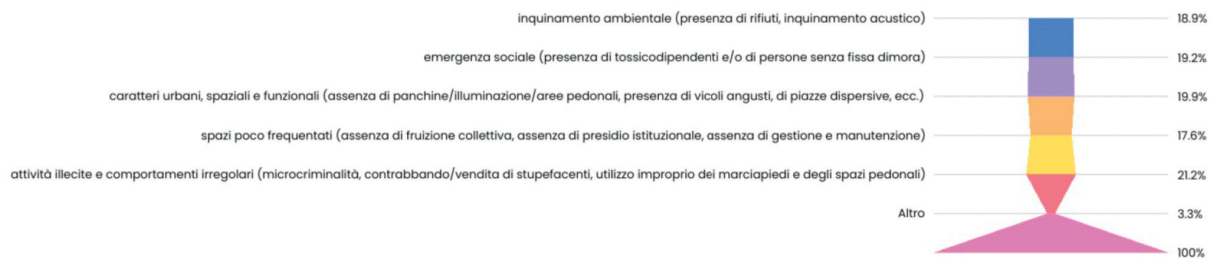 inquinamento ambientale (presenza di rifiuti, inquinamento acustico) 18.9%
emergenza sociale (presenza di tossicodipendenti e/o di persone senza fissa dimora) 19.2%
caratteri urbani, spaziali e funzionali (assenza di panchine/illuminazione/aree pedonali, presenza di vicoli angusti, di piazze dispersive, ecc.) 19.9%
spazi poco frequentati (assenza di fruizione collettiva, assenza di presidio istituzionale, assenza di gestione e manutenzione) 17.6%
attività illecite e comportamenti irregolari (microcriminalità, contrabbando/vendita di stupefacenti, utilizzo improprio dei marciapiedi e degli spazi pedonali) 21.2%
Altro 3.3%
100%